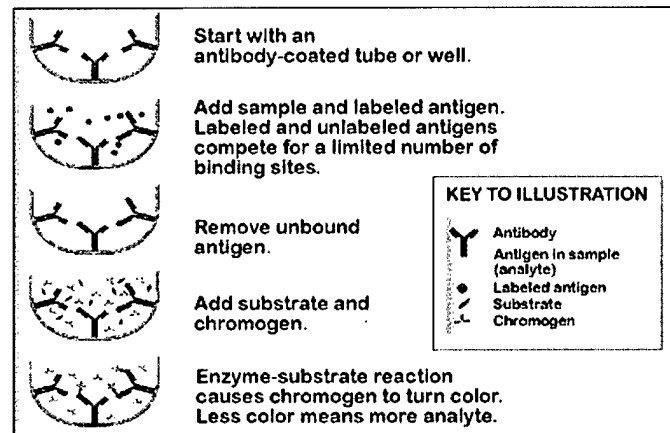 Start with an
antibody-coated tube or well.
Add sample and labeled antigen.
Labeled and unlabeled antigens
compete for a limited number of
binding sites.
Remove unbound
antigen.
Add substrate and
chromogen.
Enzyme-substrate reaction
causes chromogen to turn color.
Less color means more analyte.
KEY TO ILLUSTRATION
Antibody
Antigen in sample
(analyte)
Labeled antigen
Substrate
Chromogen